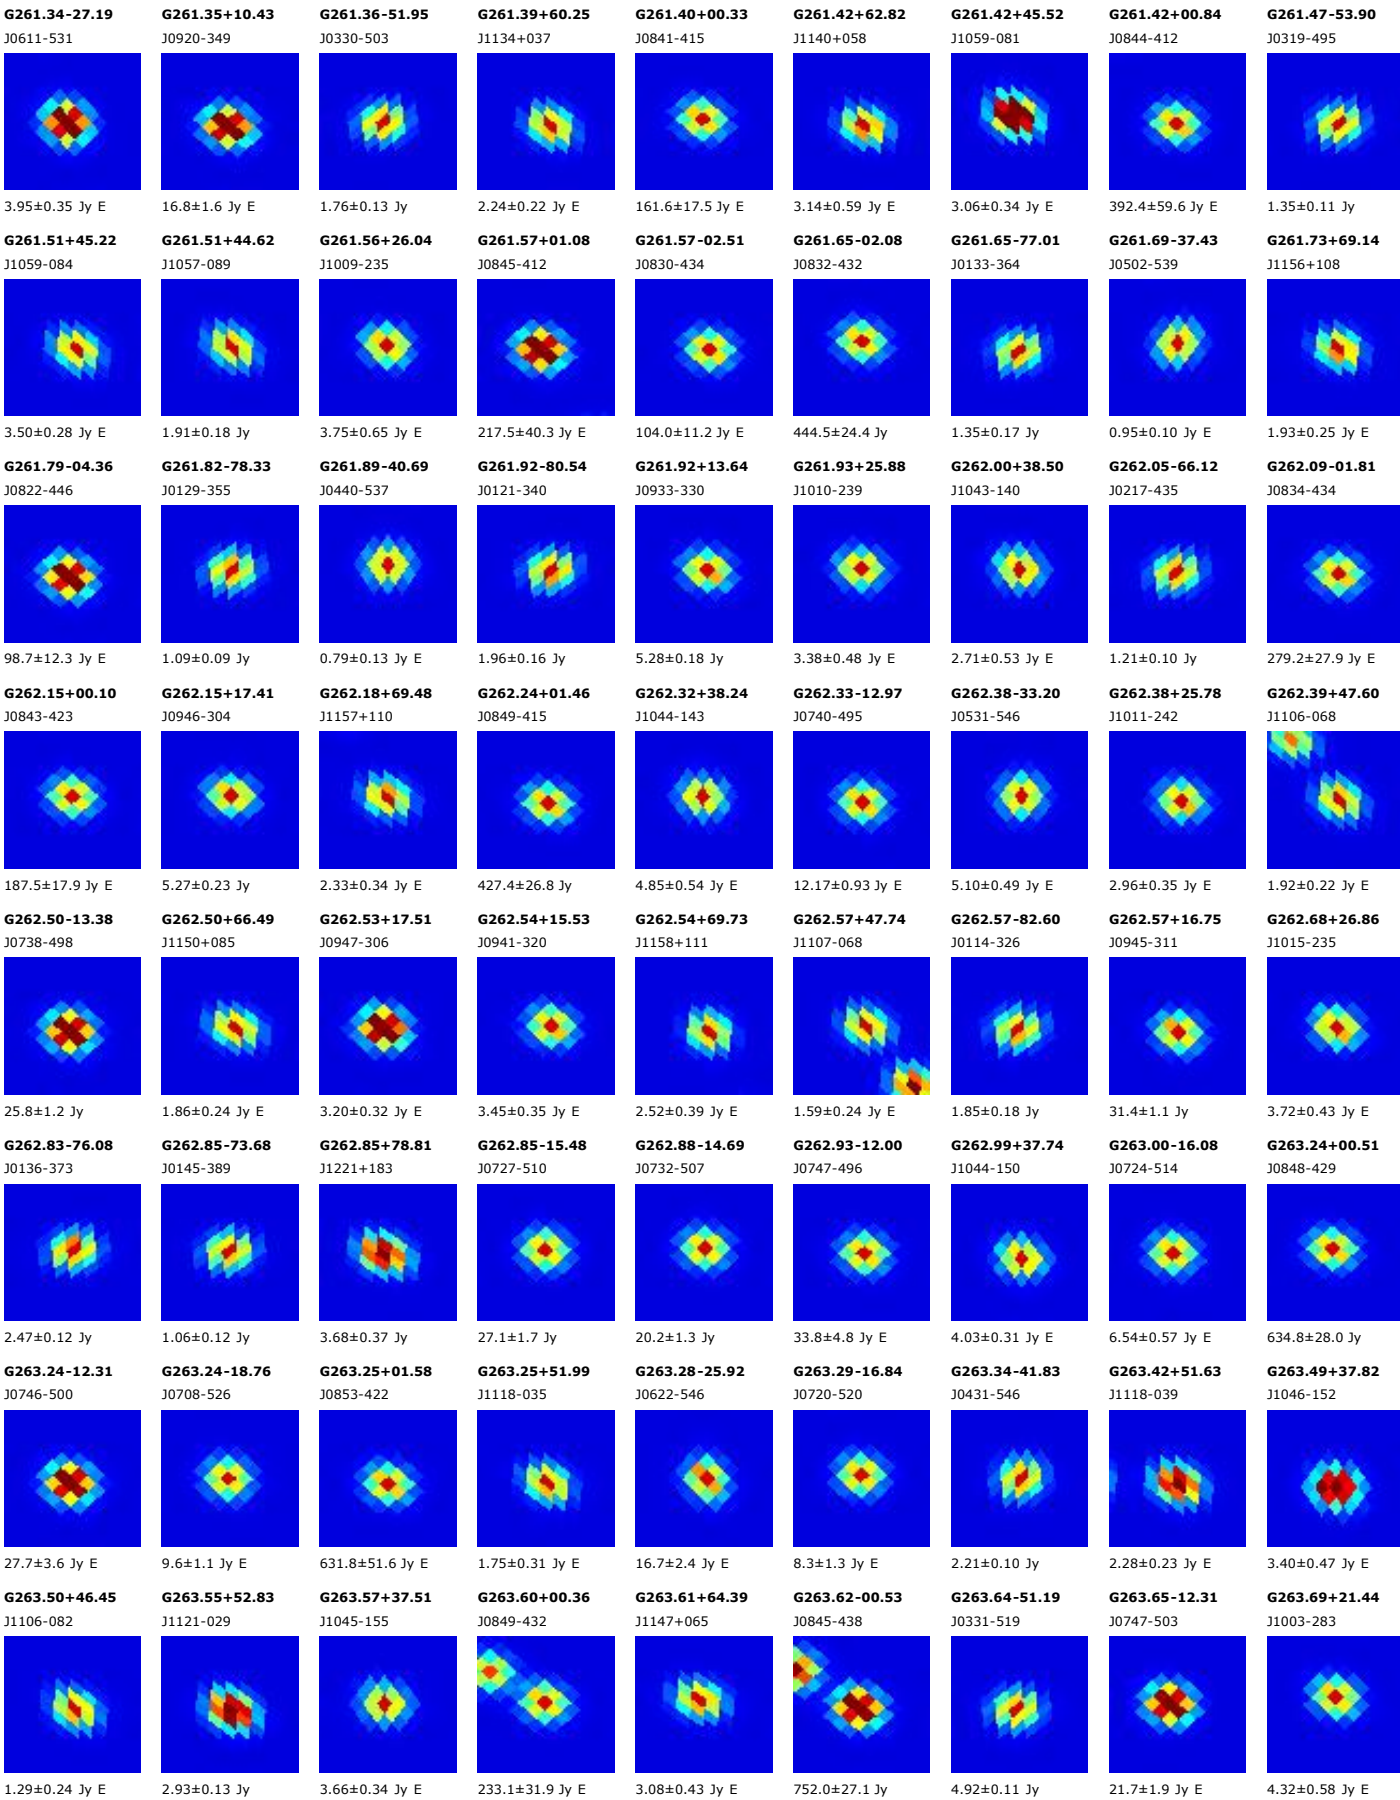 G261.34-27.19 G261.35+10.43 G261.36-51.95 G261.39+60.25 G261.40+00.33 G261.42+62.82 G261.42+45.52 G261.42+00.84 G261.47-53.90
J0611-531 J0920-349 J0330-503 J1134+037 J0841-415 J1140+058 J1059-081 J0844-412 J0319-495
3.95±0.35 Jy E 16.8±1.6 Jy E 1.76±0.13 Jy 2.24±0.22 Jy E 161.6±17.5 Jy E 3.14±0.59 Jy E 3.06±0.34 Jy E 392.4±59.6 Jy E 1.35±0.11 Jy
G261.51+45.22 G261.51+44.62 G261.56+26.04 G261.57+01.08 G261.57-02.51 G261.65-02.08 G261.65-77.01 G261.69-37.43 G261.73+69.14
J1059-084 J1057-089 J1009-235 J0845-412 J0830-434 J0832-432 J0133-364 J0502-539 J1156+108
3.50±0.28 Jy E 1.91±0.18 Jy 3.75±0.65 Jy E 217.5±40.3 Jy E 104.0±11.2 Jy E 444.5±24.4 Jy 1.35±0.17 Jy 0.95±0.10 Jy E 1.93±0.25 Jy E
G261.79-04.36 G261.82-78.33 G261.89-40.69 G261.92-80.54 G261.92+13.64 G261.93+25.88 G262.00+38.50 G262.05-66.12 G262.09-01.81
J0822-446 J0129-355 J0440-537 J0121-340 J0933-330 J1010-239 J1043-140 J0217-435 J0834-434
98.7±12.3 Jy E 1.09±0.09 Jy 0.79±0.13 Jy E 1.96±0.16 Jy 5.28±0.18 Jy 3.38±0.48 Jy E 2.71±0.53 Jy E 1.21±0.10 Jy 279.2±27.9 Jy E
G262.15+00.10 G262.15+17.41 G262.18+69.48 G262.24+01.46 G262.32+38.24 G262.33-12.97 G262.38-33.20 G262.38+25.78 G262.39+47.60
J0843-423 J0946-304 J1157+110 J0849-415 J1044-143 J0740-495 J0531-546 J1011-242 J1106-068
187.5±17.9 Jy E 5.27±0.23 Jy 2.33±0.34 Jy E 427.4±26.8 Jy 4.85±0.54 Jy E 12.17±0.93 Jy E 5.10±0.49 Jy E 2.96±0.35 Jy E 1.92±0.22 Jy E
G262.50-13.38 G262.50+66.49 G262.53+17.51 G262.54+15.53 G262.54+69.73 G262.57+47.74 G262.57-82.60 G262.57+16.75 G262.68+26.86
J0738-498 J1150+085 J0947-306 J0941-320 J1158+111 J1107-068 J0114-326 J0945-311 J1015-235
25.8±1.2 Jy 1.86±0.24 Jy E 3.20±0.32 Jy E 3.45±0.35 Jy E 2.52±0.39 Jy E 1.59±0.24 Jy E 1.85±0.18 Jy 31.4±1.1 Jy 3.72±0.43 Jy E
G262.83-76.08 G262.85-73.68 G262.85+78.81 G262.85-15.48 G262.88-14.69 G262.93-12.00 G262.99+37.74 G263.00-16.08 G263.24+00.51
J0136-373 J0145-389 J1221+183 J0727-510 J0732-507 J0747-496 J1044-150 J0724-514 J0848-429
2.47±0.12 Jy 1.06±0.12 Jy 3.68±0.37 Jy 27.1±1.7 Jy 20.2±1.3 Jy 33.8±4.8 Jy E 4.03±0.31 Jy E 6.54±0.57 Jy E 634.8±28.0 Jy
G263.24-12.31 G263.24-18.76 G263.25+01.58 G263.25+51.99 G263.28-25.92 G263.29-16.84 G263.34-41.83 G263.42+51.63 G263.49+37.82
J0746-500 J0708-526 J0853-422 J1118-035 J0622-546 J0720-520 J0431-546 J1118-039 J1046-152
27.7±3.6 Jy E 9.6±1.1 Jy E 631.8±51.6 Jy E 1.75±0.31 Jy E 16.7±2.4 Jy E 8.3±1.3 Jy E 2.21±0.10 Jy 2.28±0.23 Jy E 3.40±0.47 Jy E
G263.50+46.45 G263.55+52.83 G263.57+37.51 G263.60+00.36 G263.61+64.39 G263.62-00.53 G263.64-51.19 G263.65-12.31 G263.69+21.44
J1106-082 J1121-029 J1045-155 J0849-432 J1147+065 J0845-438 J0331-519 J0747-503 J1003-283
1.29±0.24 Jy E 2.93±0.13 Jy 3.66±0.34 Jy E 233.1±31.9 Jy E 3.08±0.43 Jy E 752.0±27.1 Jy 4.92±0.11 Jy 21.7±1.9 Jy E 4.32±0.58 Jy E